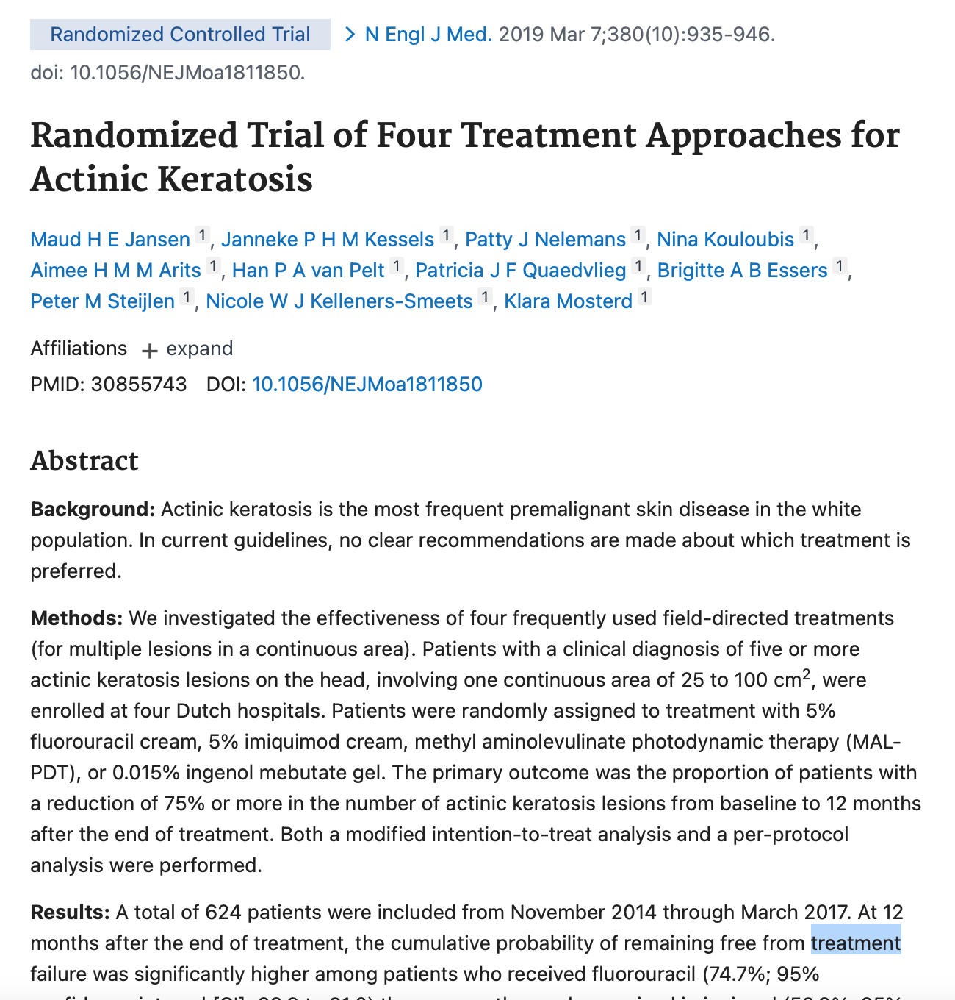 Randomized Controlled Trial > N Engl J Med. 2019 Mar 7;380(10):935-946.
doi: 10.1056/NEJMoa1811850.
Randomized Trial of Four Treatment Approaches for
Actinic Keratosis
Maud H E Jansen 1, Janneke P H M Kessels 1, Patty J Nelemans 1, Nina Kouloubis 1,
Aimee H M M Arits 1, Han P A van Pelt 1, Patricia J F Quaedvlieg 1, Brigitte A B Essers 1,
Peter M Steijlen 1, Nicole W J Kelleners-Smeets 1, Klara Mosterd 1
Affiliations + expand
PMID: 30855743 DOI: 10.1056/NEJMoa1811850
Abstract
Background: Actinic keratosis is the most frequent premalignant skin disease in the white
population. In current guidelines, no clear recommendations are made about which treatment is
preferred.
Methods: We investigated the effectiveness of four frequently used field-directed treatments
(for multiple lesions in a continuous area). Patients with a clinical diagnosis of five or more
actinic keratosis lesions on the head, involving one continuous area of 25 to 100 cm², were
enrolled at four Dutch hospitals. Patients were randomly assigned to treatment with 5%
fluorouracil cream, 5% imiquimod cream, methyl aminolevulinate photodynamic therapy (MAL-
PDT), or 0.015% ingenol mebutate gel. The primary outcome was the proportion of patients with
a reduction of 75% or more in the number of actinic keratosis lesions from baseline to 12 months
after the end of treatment. Both a modified intention-to-treat analysis and a per-protocol
analysis were performed.
Results: A total of 624 patients were included from November 2014 through March 2017. At 12
months after the end of treatment, the cumulative probability of remaining free from treatment
failure was significantly higher among patients who received fluorouracil (74.7%; 95%